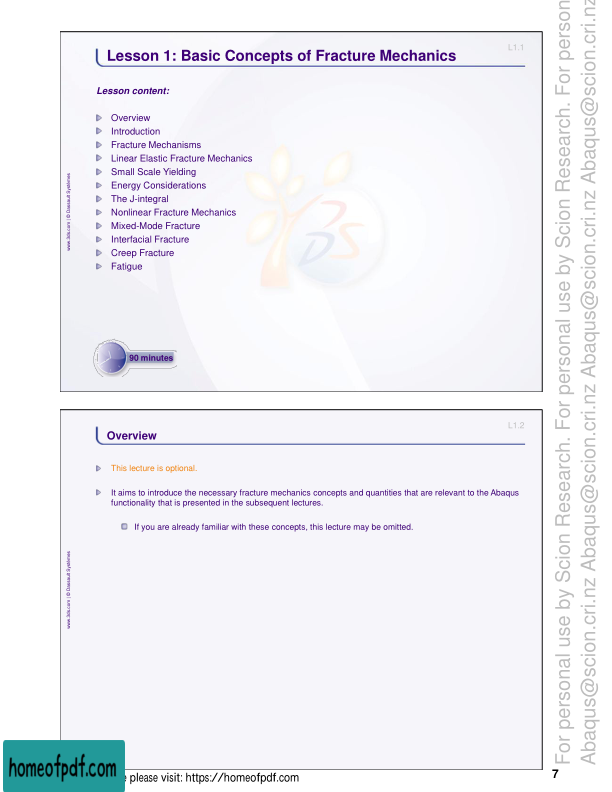 L1.1
Lesson 1: Basic Concepts of Fracture Mechanics
Lesson content:
Overview
Introduction
Fracture Mechanisms
Linear Elastic Fracture Mechanics
Small Scale Yielding
Energy Considerations
The J-integral
Nonlinear Fracture Mechanics
Mixed-Mode Fracture
Interfacial Fracture
Creep Fracture
Fatigue
www.3ds.com | © Dassault Systèmes
90 minutes
L1.2
Overview
This lecture is optional.
It aims to introduce the necessary fracture mechanics concepts and quantities that are relevant to the Abaqus
functionality that is presented in the subsequent lectures.
If you are already familiar with these concepts, this lecture may be omitted.
www.3ds.com | © Dassault Systèmes
For personal use by Scion Research. For personal use by Scion Research. For person
Abaqus@scion.cri.nz Abaqus@scion.cri.nz Abaqus@scion.cri.nz Abaqus@scion.cri.nz
homeofpdf.com
please visit: https://homeofpdf.com
7